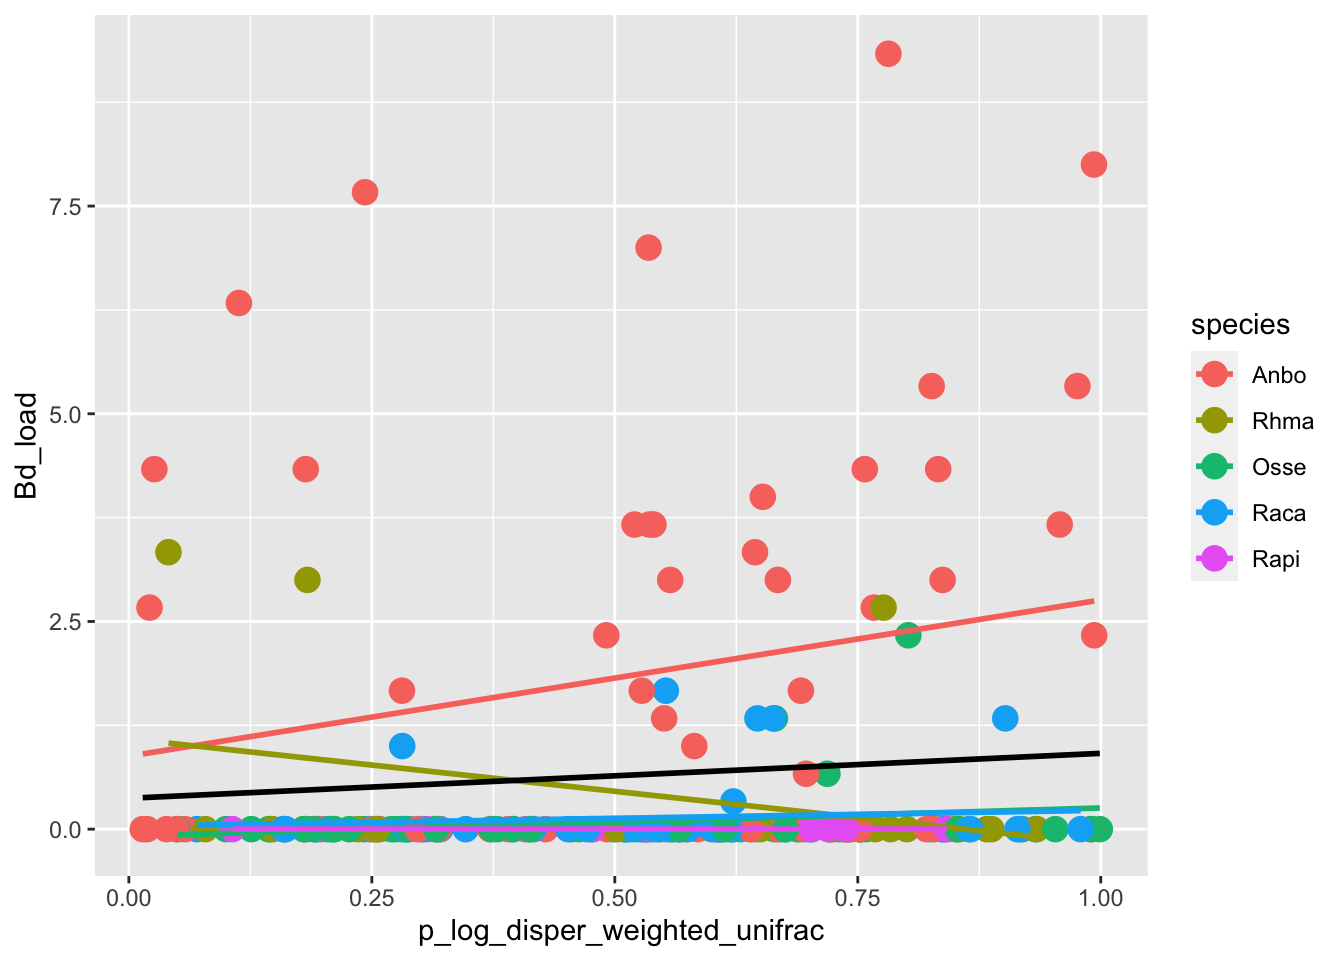 7.5
5.0
2.5
0.0
Bd_load
0.00 0.25 0.50 0.75 1.00
p_log_disper_weighted_unifrac
species
Anbo
Rhma
Osse
Raca
Rapi